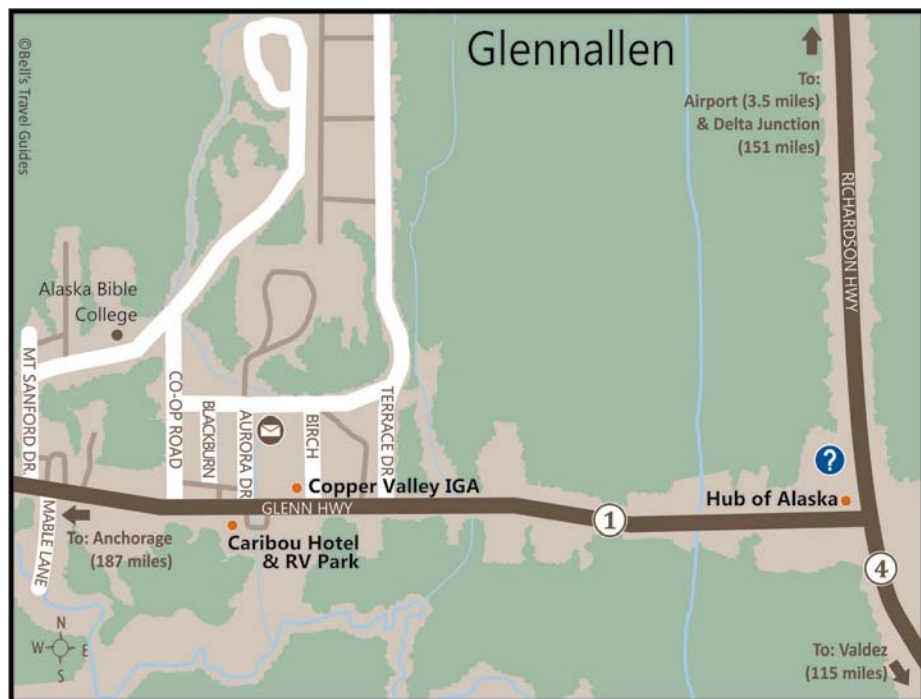 Glennallen
©Bell's Travel Guides
To:
Airport (3.5 miles)
& Delta Junction
(151 miles)
RICHARDSON HWY
Alaska Bible
College
MT SANFORD DR.
CO-OP ROAD
BLACKBURN
AURORA DR
BIRCH
TERRACE DR
Copper Valley IGA
GLENN HWY
?
Hub of Alaska
1
MABLE LANE
To: Anchorage
(187 miles)
Caribou Hotel
& RV Park
4
N
W E
S
To: Valdez
(115 miles)